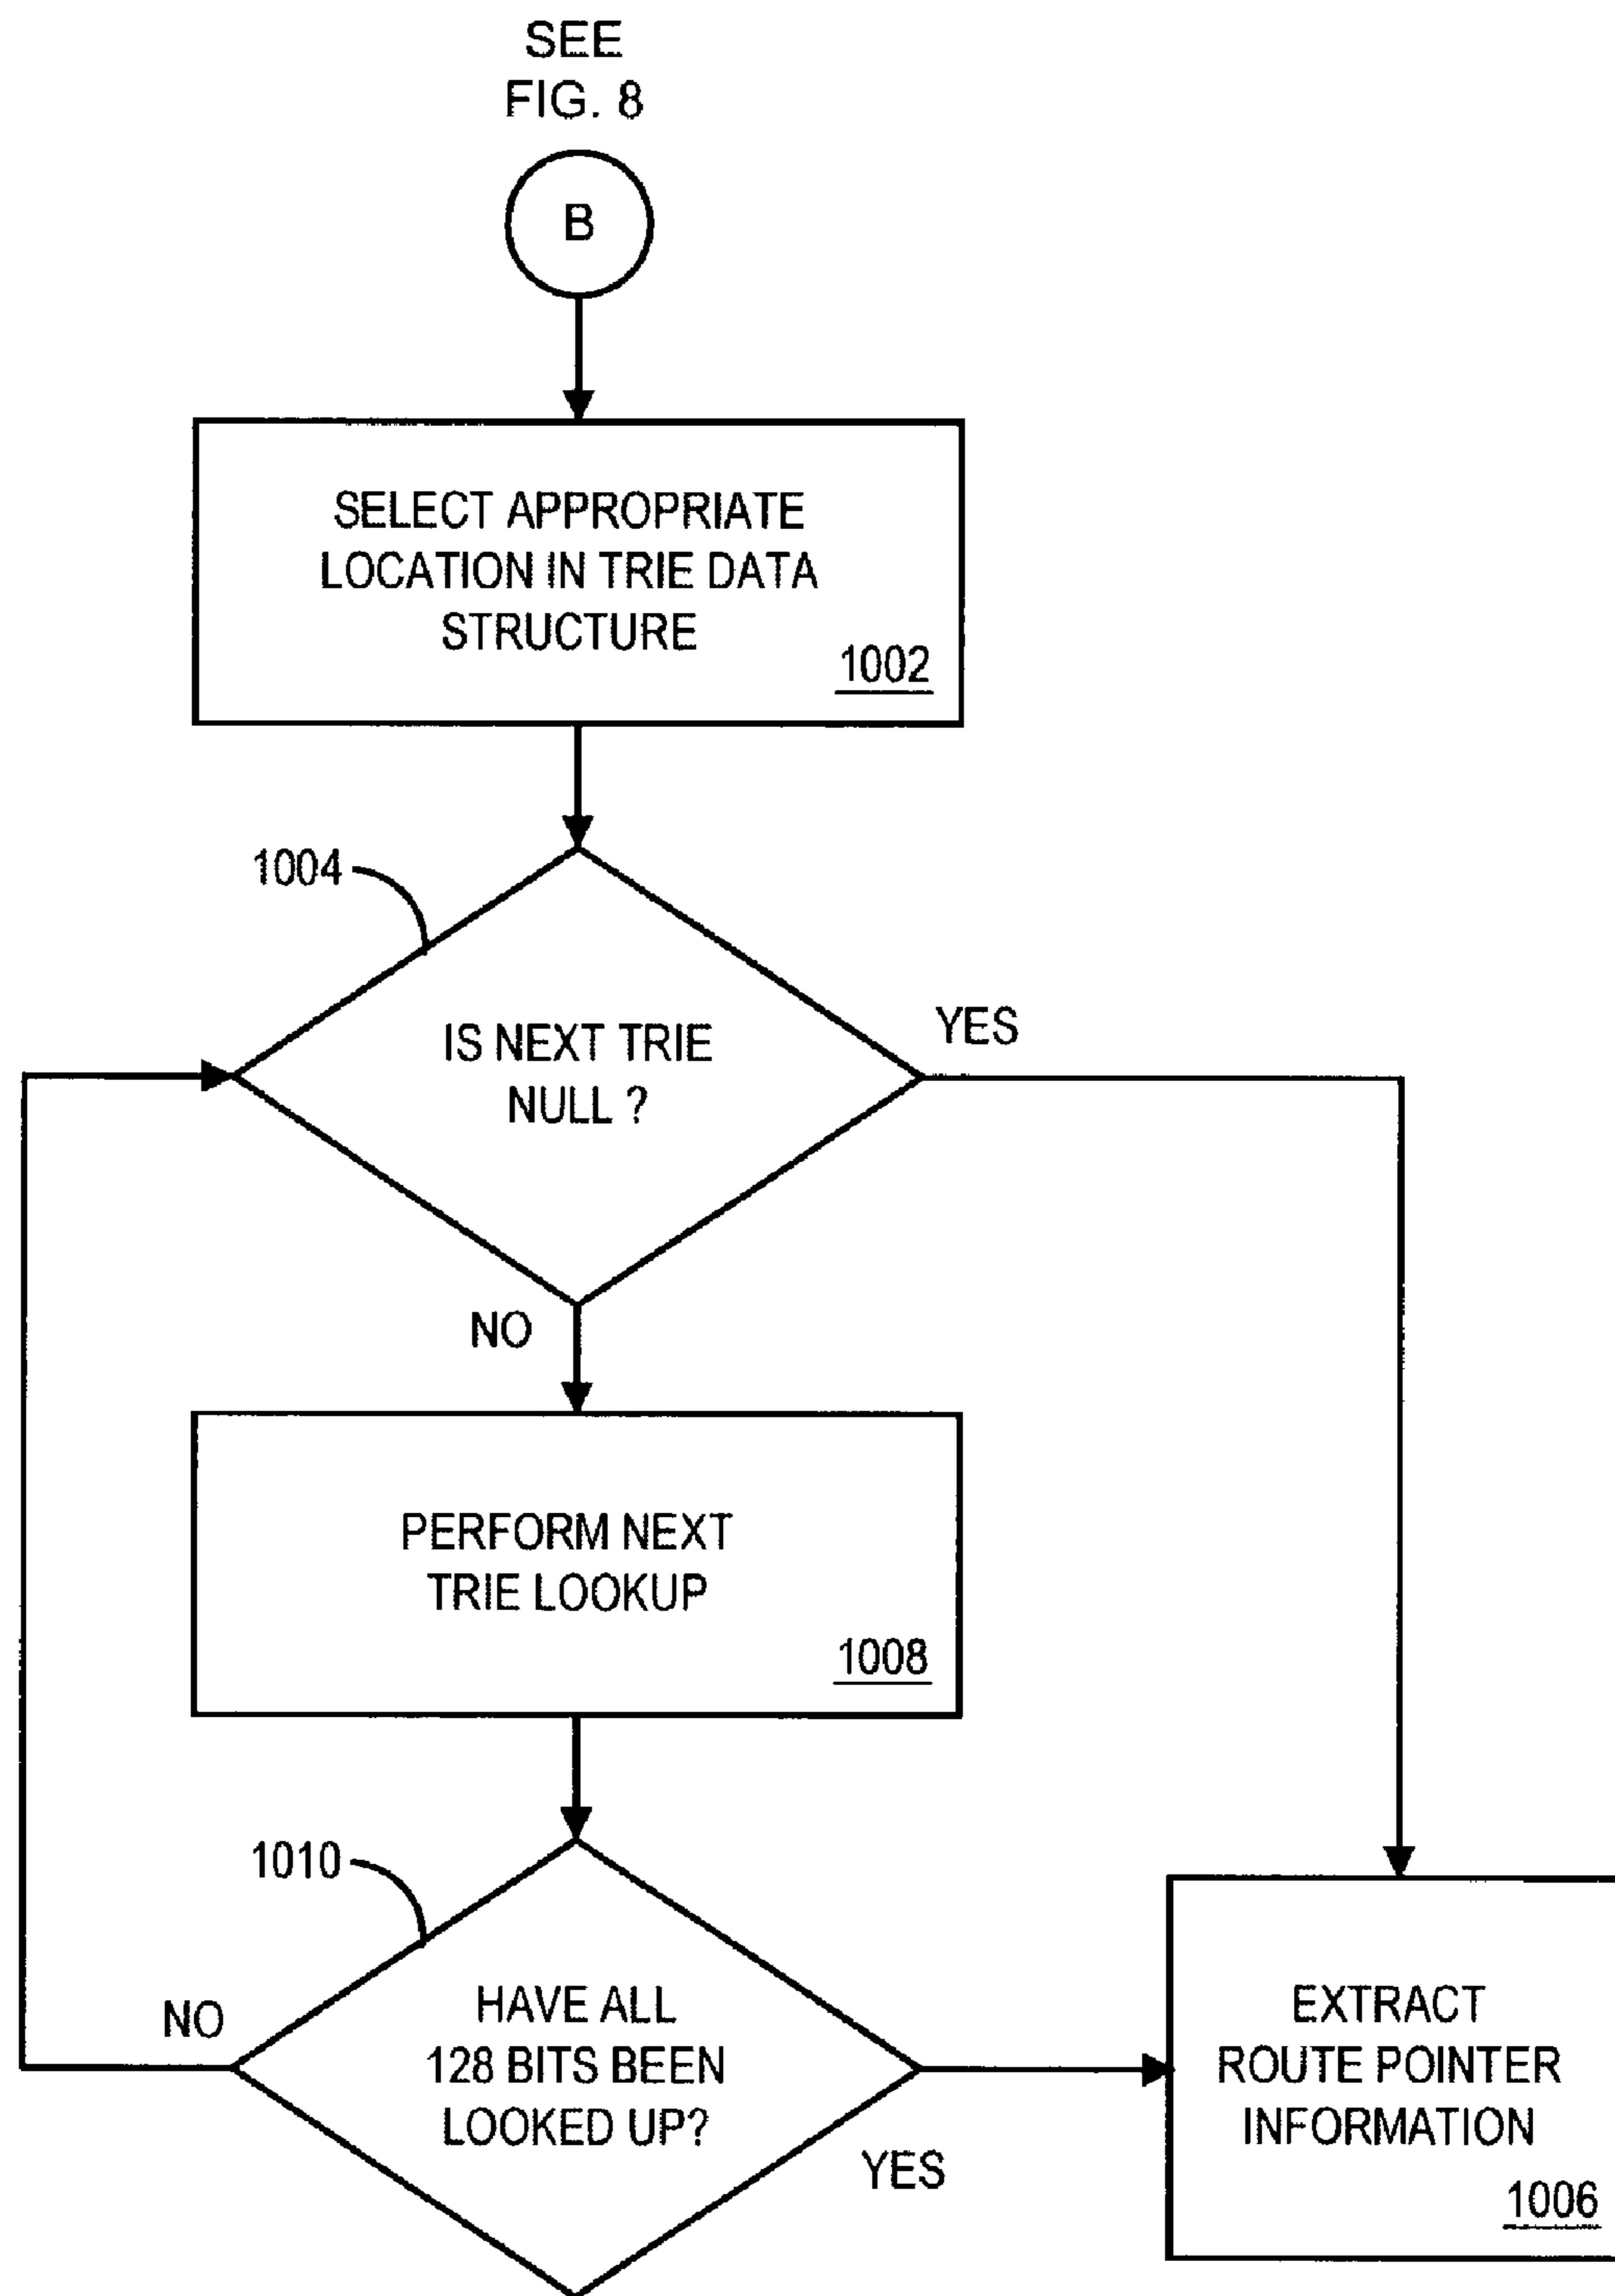 SEE
FIG. 8
B
SELECT APPROPRIATE
LOCATION IN TRIE DATA
STRUCTURE
1002
1004
IS NEXT TRIE
NULL ?
YES
NO
PERFORM NEXT
TRIE LOOKUP
1008
1010
HAVE ALL
128 BITS BEEN
LOOKED UP?
NO
YES
EXTRACT
ROUTE POINTER
INFORMATION
1006